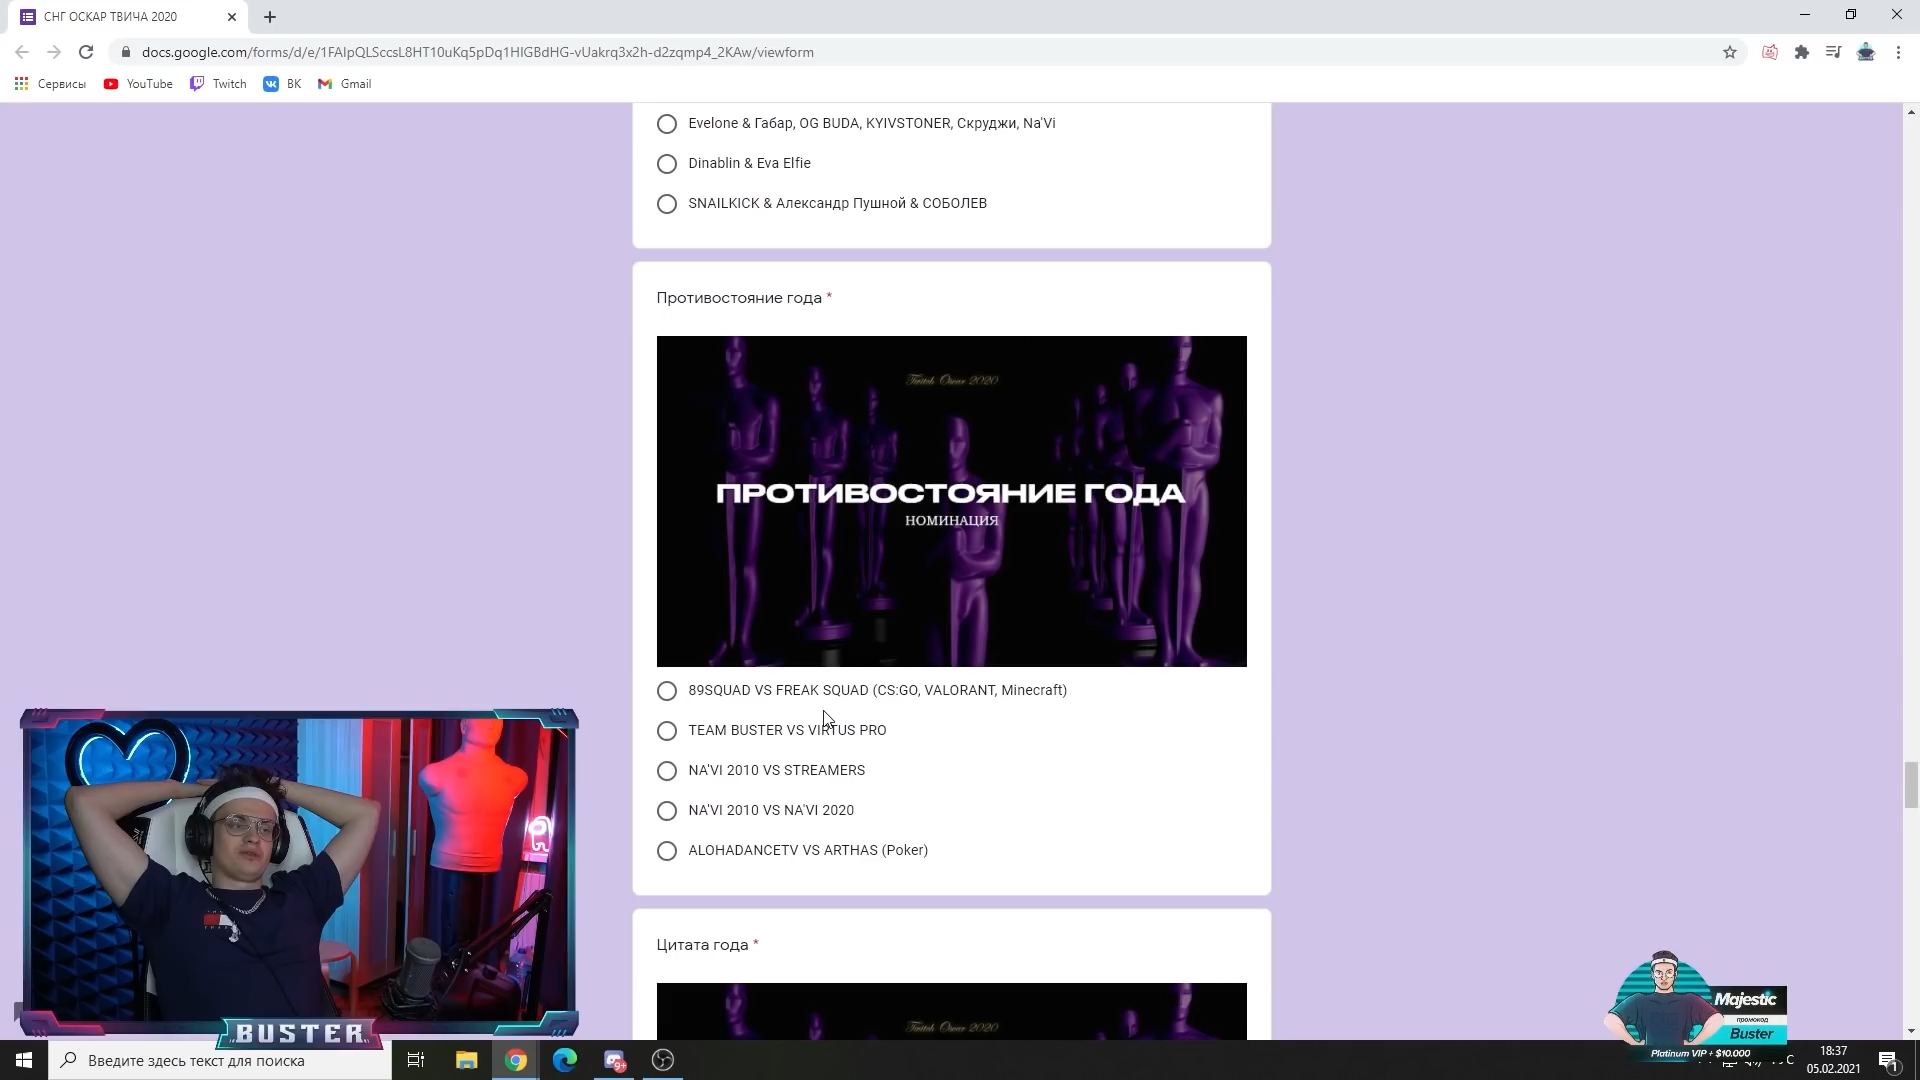 СНГ ОСКАР ТВИЧА 2020
docs.google.com/forms/d/e/1FAIpQLSccsL8HT10uKq5pDq1HIGBdHG-vUakrq3x2h-d2zqmp4_2KAw/viewform
Сервисы YouTube Twitch ВК Gmail
Evelone & Габар, OG BUDA, KYIVSTONER, Скруджи, Na'Vi
Dinablin & Eva Elfie
SNAILKICK & Александр Пушной & СОБОЛЕВ
Противостояние года *
Twitch Oscar 2020
ПРОТИВОСТОЯНИЕ ГОДА
НОМИНАЦИЯ
89SQUAD VS FREAK SQUAD (CS:GO, VALORANT, Minecraft)
TEAM BUSTER VS VIRTUS PRO
NA'VI 2010 VS STREAMERS
NA'VI 2010 VS NA'VI 2020
ALOHADANCETV VS ARTHAS (Poker)
Цитата года *
Twitch Oscar 2020
BUSTER
Majestic
промокод
Buster
Platinum VIP + $10.000
Введите здесь текст для поиска
9+
18:37
05.02.2021
1